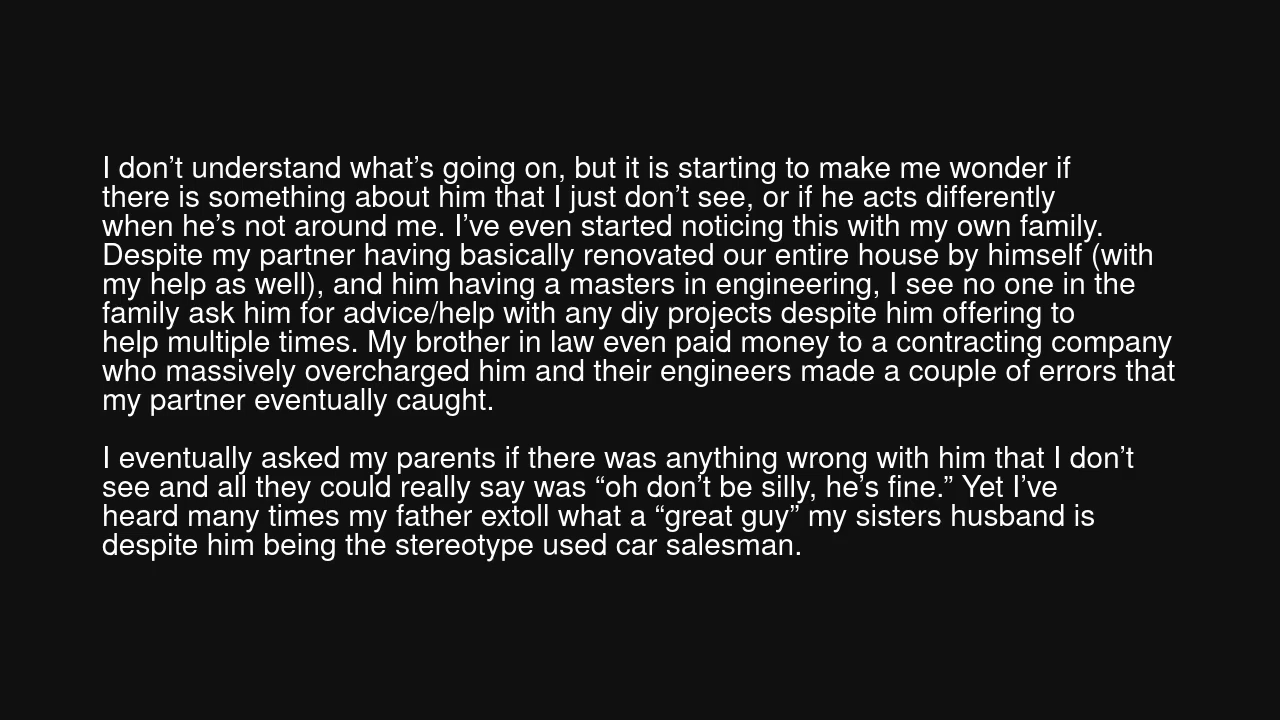 I don’t understand what’s going on, but it is starting to make me wonder if
there is something about him that I just don’t see, or if he acts differently
when he’s not around me. I’ve even started noticing this with my own family.
Despite my partner having basically renovated our entire house by himself (with
my help as well), and him having a masters in engineering, I see no one in the
family ask him for advice/help with any diy projects despite him offering to
help multiple times. My brother in law even paid money to a contracting company
who massively overcharged him and their engineers made a couple of errors that
my partner eventually caught.
I eventually asked my parents if there was anything wrong with him that I don’t
see and all they could really say was “oh don’t be silly, he’s fine.” Yet I’ve
heard many times my father extoll what a “great guy” my sisters husband is
despite him being the stereotype used car salesman.